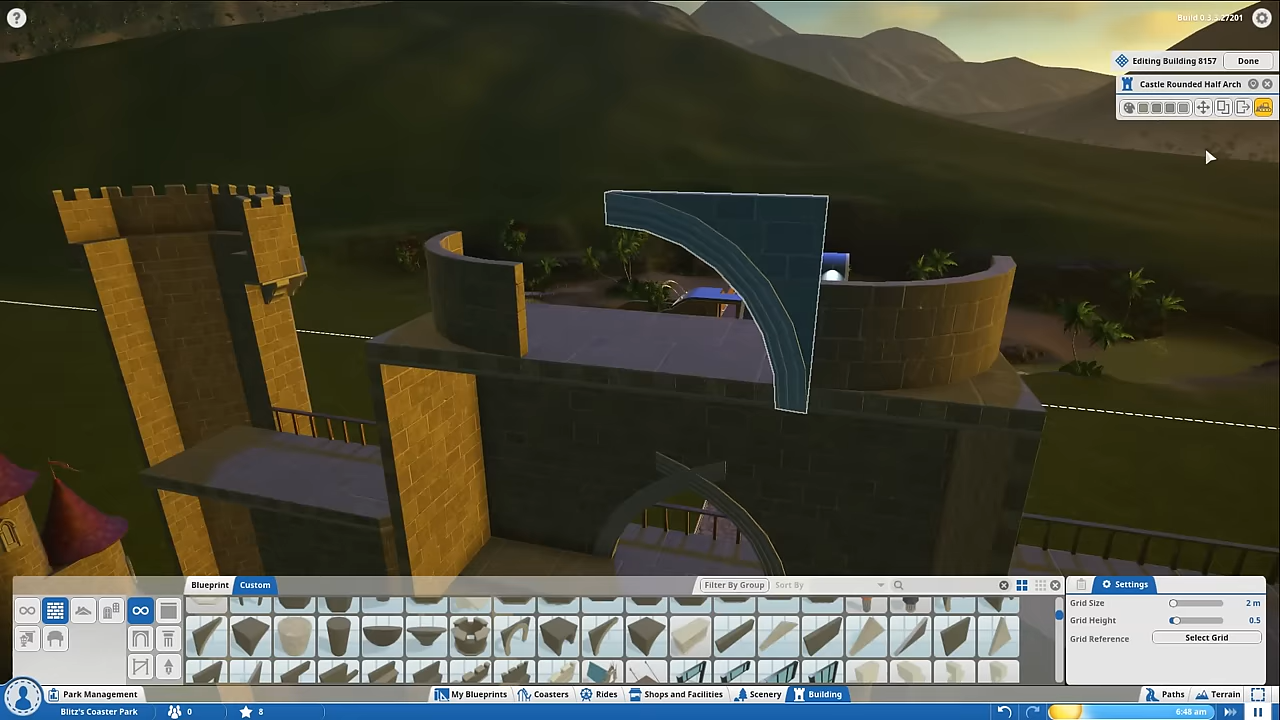 ?
Build 0.3.3.27201
Editing Building 8157 Done
Castle Rounded Half Arch
Blueprint Custom Filter By Group Sort By
Settings
Grid Size 2 m
Grid Height 0.5
Grid Reference Select Grid
Park Management My Blueprints Coasters Rides Shops and Facilities Scenery Building Paths Terrain
Blitz's Coaster Park 0 8 6:48 am